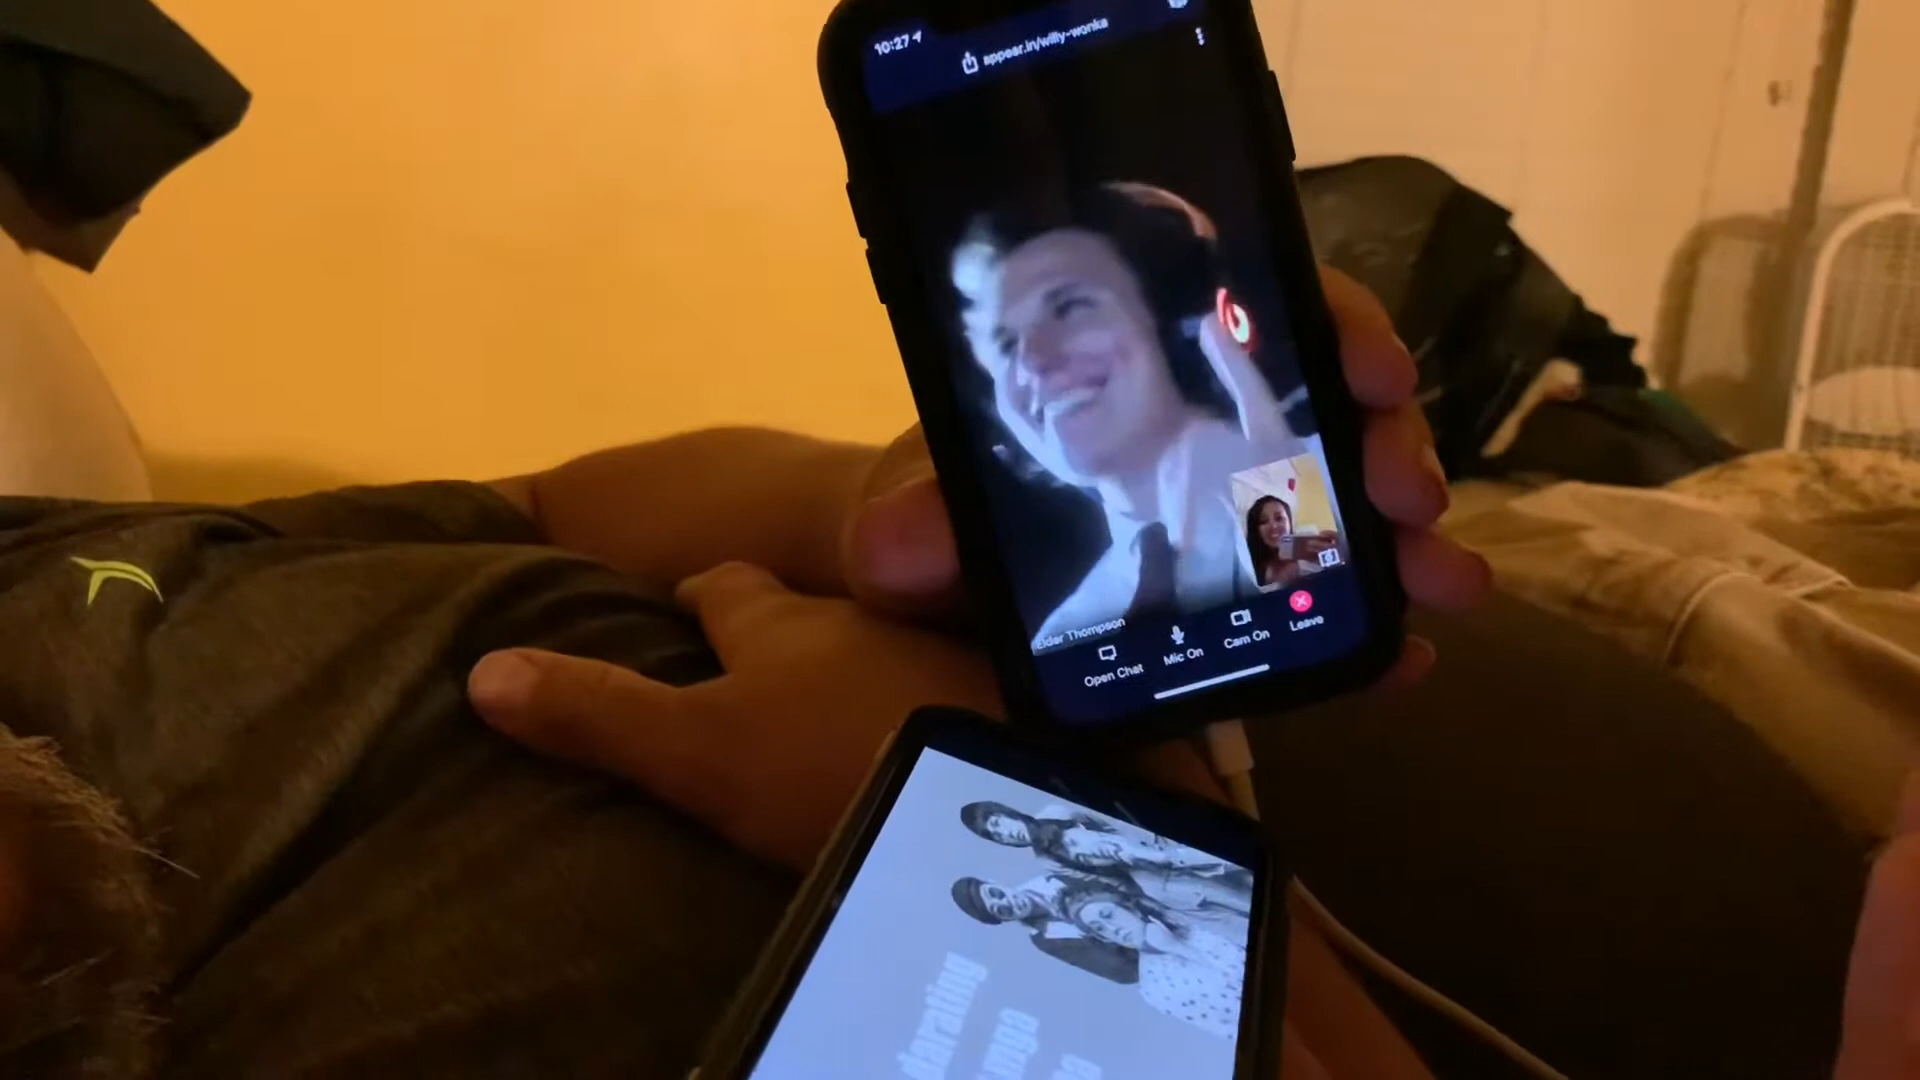 10:27
appear.in/willy-wonka
Elder Thompson
Open Chat
Mic On
Cam On
Leave